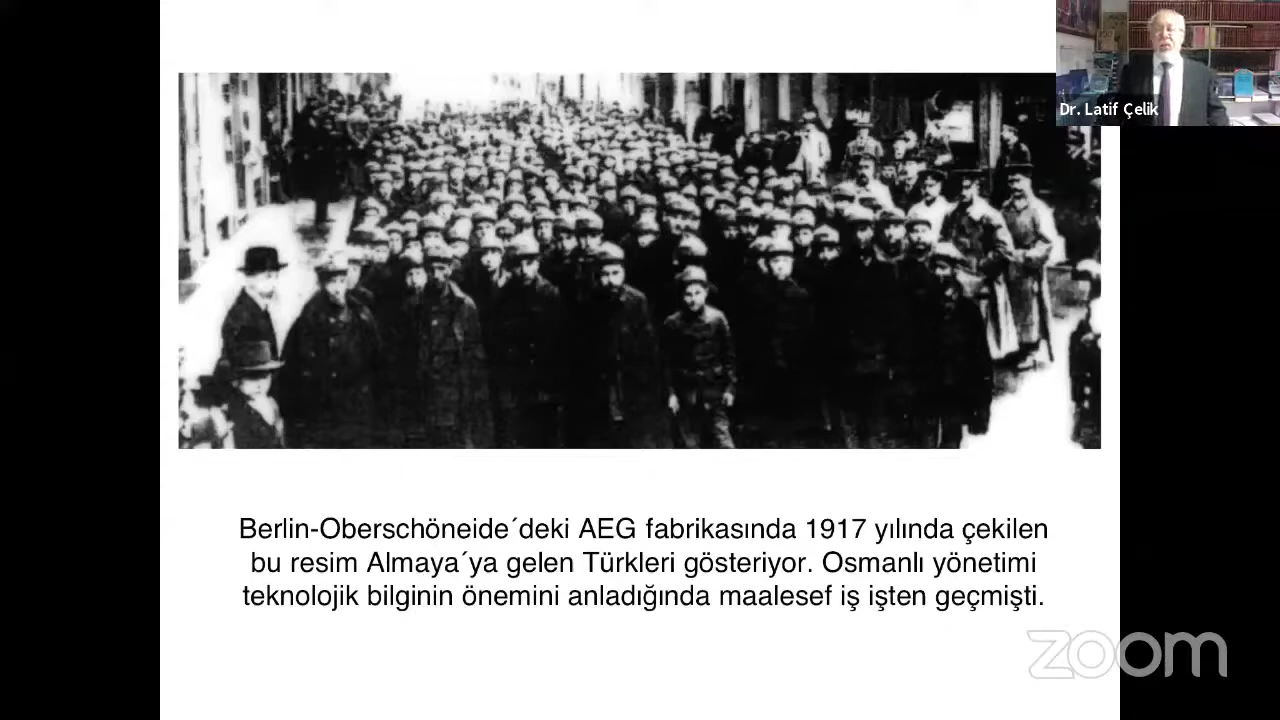 Dr. Latif Çelik
Berlin-Oberschöneide´deki AEG fabrikasında 1917 yılında çekilen
bu resim Almaya´ya gelen Türkleri gösteriyor. Osmanlı yönetimi
teknolojik bilginin önemini anladığında maalesef iş işten geçmişti.
zoom